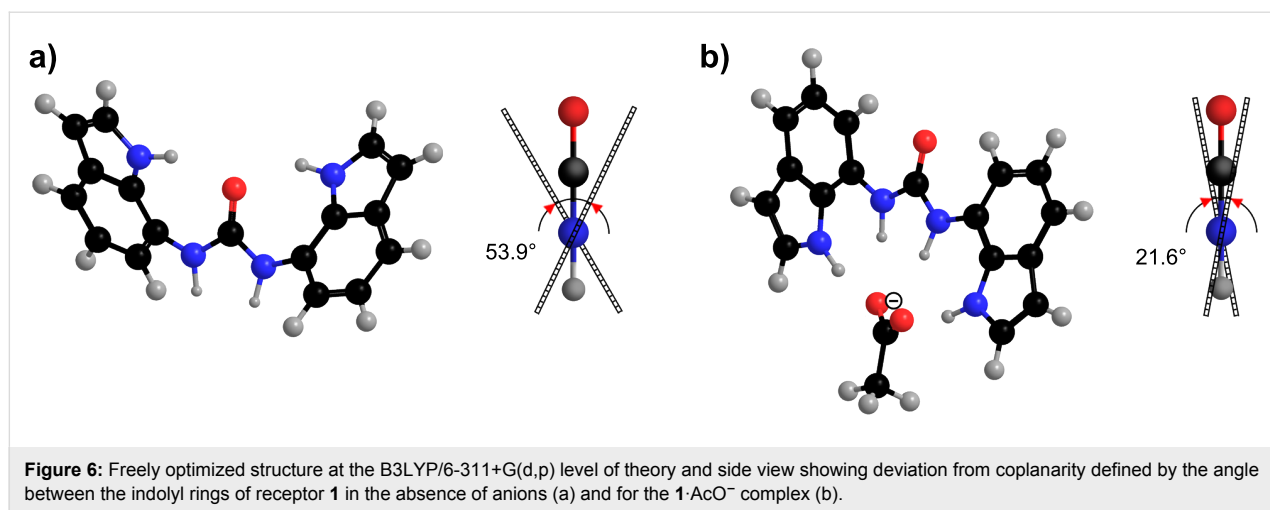 a)
b)
53.9°
21.6°
⊖
Figure 6: Freely optimized structure at the B3LYP/6-311+G(d,p) level of theory and side view showing deviation from coplanarity defined by the angle
between the indolyl rings of receptor 1 in the absence of anions (a) and for the 1·AcO⁻ complex (b).